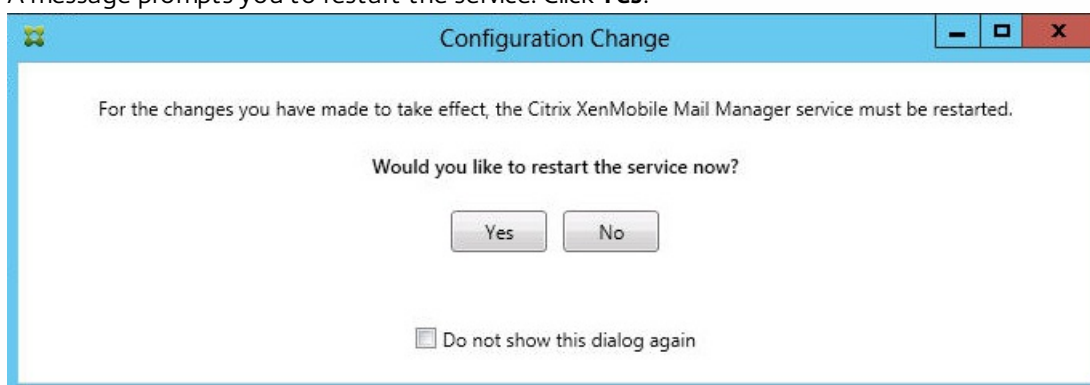 A message prompts you to restart the service. Click Yes.
Configuration Change
For the changes you have made to take effect, the Citrix XenMobile Mail Manager service must be restarted.
Would you like to restart the service now?
Yes No
Do not show this dialog again